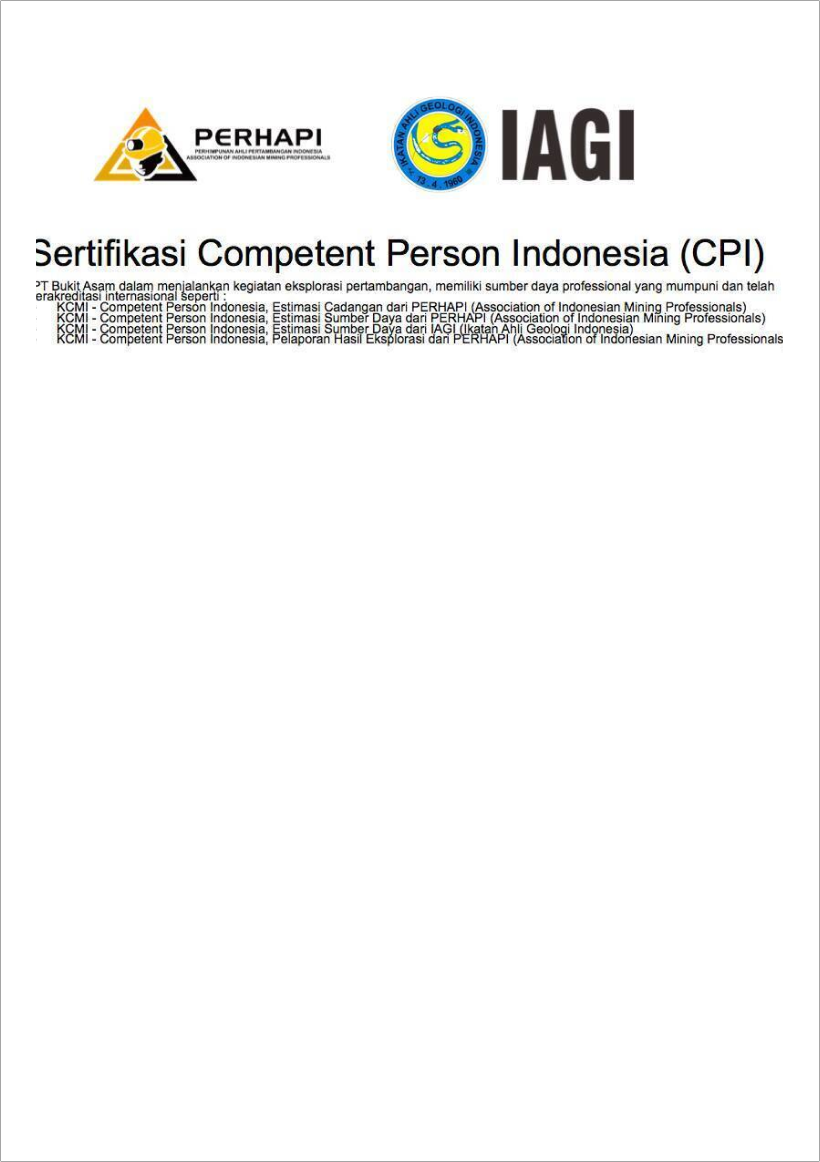 PERHAPI
PERHIMPUNAN AHLI PERTAMBANGAN INDONESIA
ASSOCIATION OF INDONESIAN MINING PROFESSIONALS
IKATAN AHLI GEOLOGI INDONESIA
13 . 4 . 1960
IAGI
Sertifikasi Competent Person Indonesia (CPI)
PT Bukit Asam dalam menjalankan kegiatan eksplorasi pertambangan, memiliki sumber daya professional yang mumpuni dan telah
erakreditasi internasional seperti :
KCMI - Competent Person Indonesia, Estimasi Cadangan dari PERHAPI (Association of Indonesian Mining Professionals)
KCMI - Competent Person Indonesia, Estimasi Sumber Daya dari PERHAPI (Association of Indonesian Mining Professionals)
KCMI - Competent Person Indonesia, Estimasi Sumber Daya dari IAGI (Ikatan Ahli Geologi Indonesia)
KCMI - Competent Person Indonesia, Pelaporan Hasil Eksplorasi dari PERHAPI (Association of Indonesian Mining Professionals